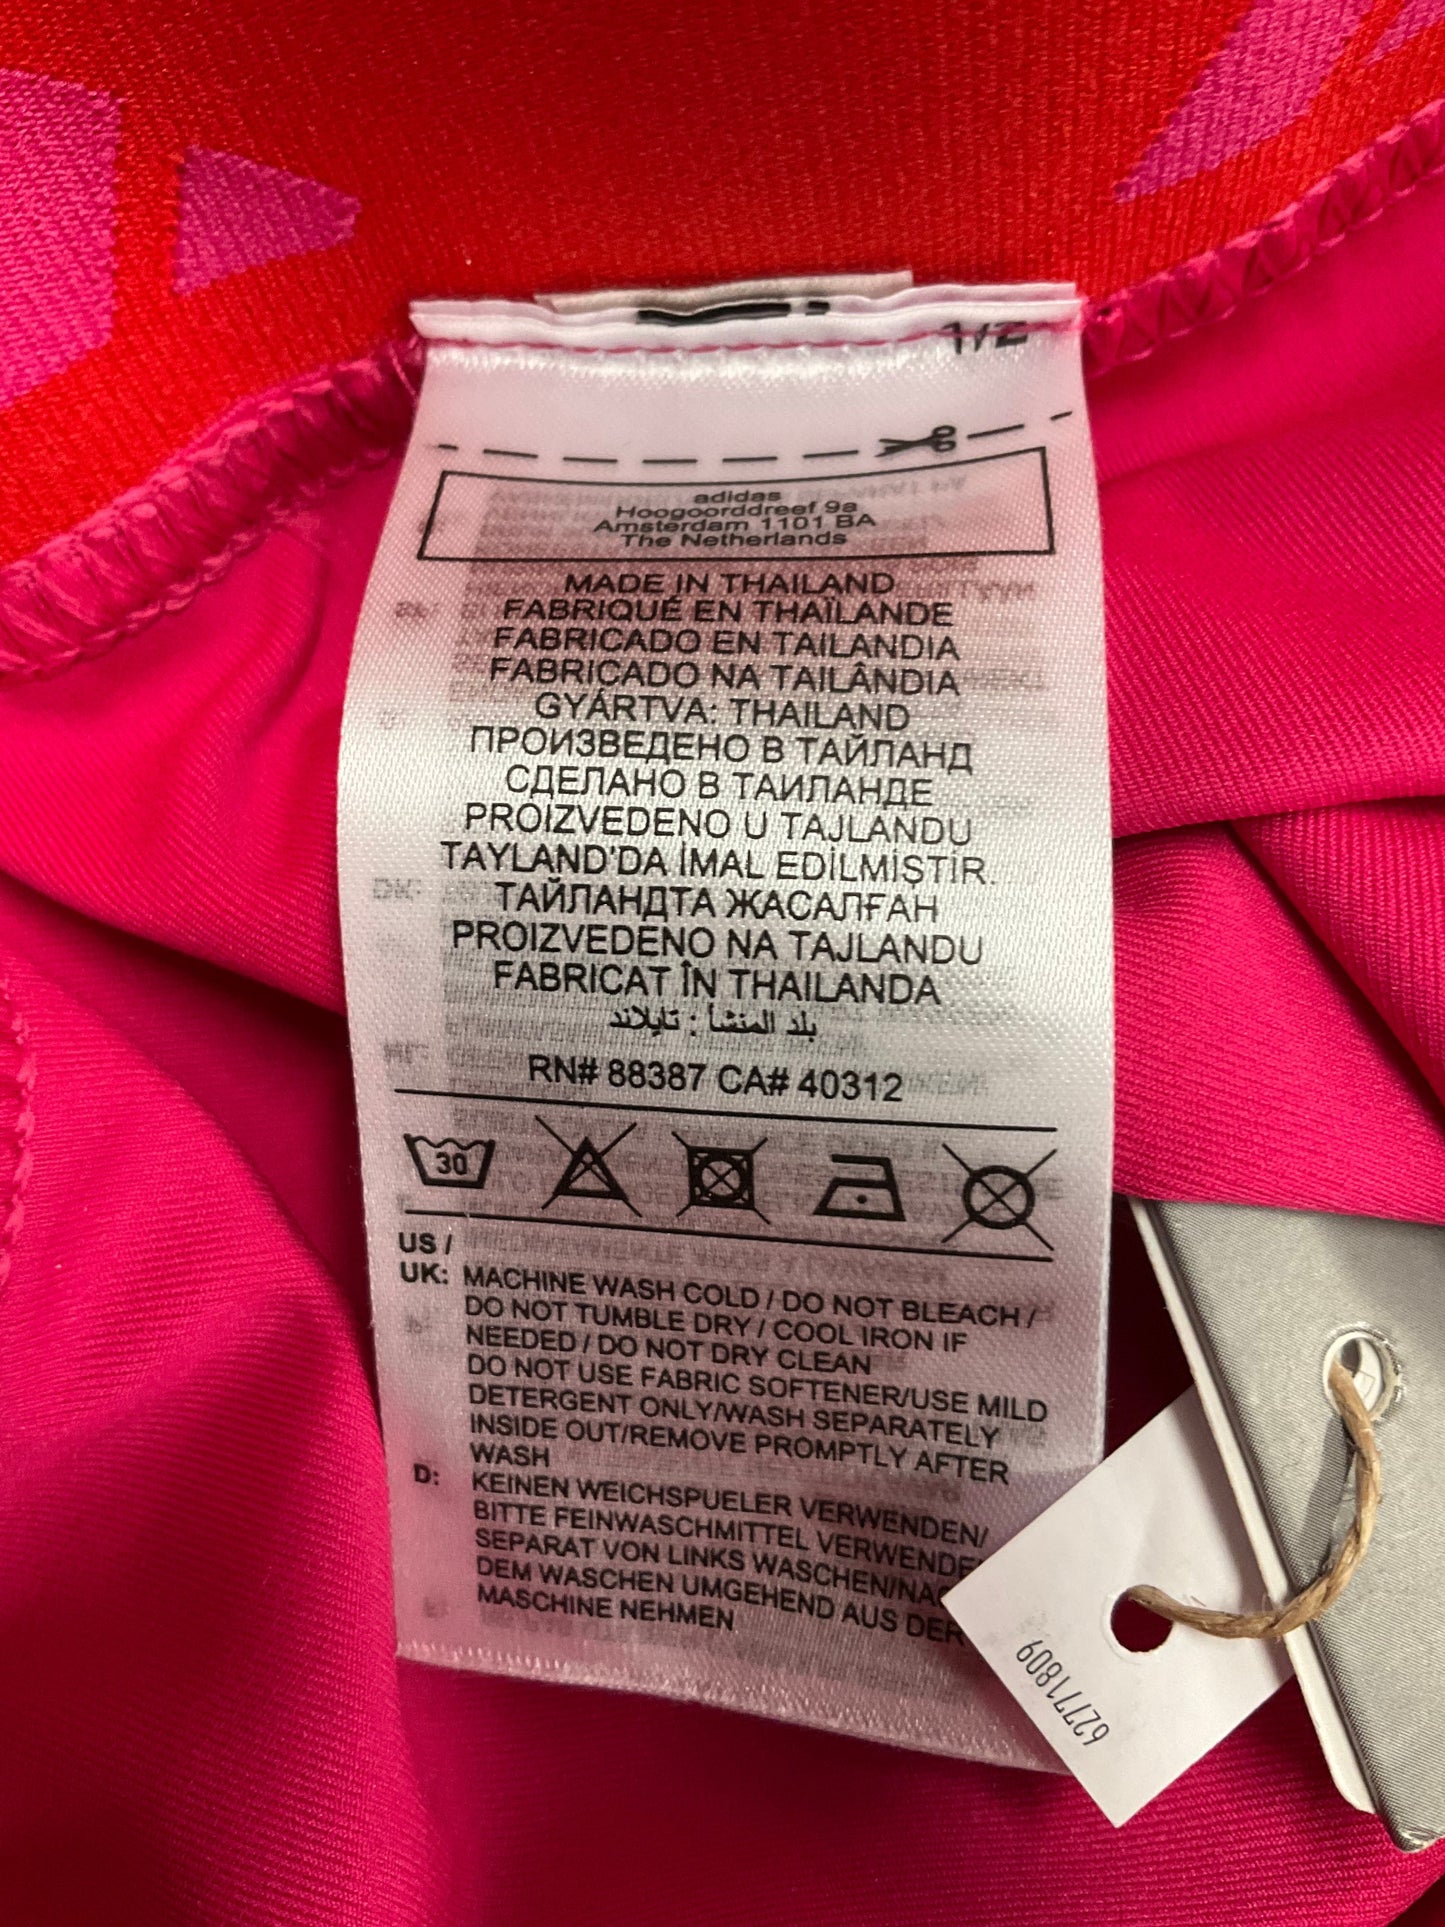 1/2
adidas
Hoogoorddreef 9a
Amsterdam 1101 BA
The Netherlands
MADE IN THAILAND
FABRIQUÉ EN THAÏLANDE
FABRICADO EN TAILANDIA
FABRICADO NA TAILÂNDIA
GYÁRTVA: THAILAND
ПРОИЗВЕДЕНО В ТАЙЛАНД
СДЕЛАНО В ТАИЛАНДЕ
PROIZVEDENO U TAJLANDU
TAYLAND'DA İMAL EDİLMİŞTİR.
ТАЙЛАНДТА ЖАСАЛҒАН
PROIZVEDENO NA TAJLANDU
FABRICAT ÎN THAILANDA
بلد المنشأ : تايلاند
RN# 88387 CA# 40312
30
US /
UK: MACHINE WASH COLD / DO NOT BLEACH /
DO NOT TUMBLE DRY / COOL IRON IF
NEEDED / DO NOT DRY CLEAN
DO NOT USE FABRIC SOFTENER/USE MILD
DETERGENT ONLY/WASH SEPARATELY
INSIDE OUT/REMOVE PROMPTLY AFTER
WASH
D: KEINEN WEICHSPUELER VERWENDEN/
BITTE FEINWASCHMITTEL VERWENDE
SEPARAT VON LINKS WASCHEN/NAC
DEM WASCHEN UMGEHEND AUS DER
MASCHINE NEHMEN
62771809